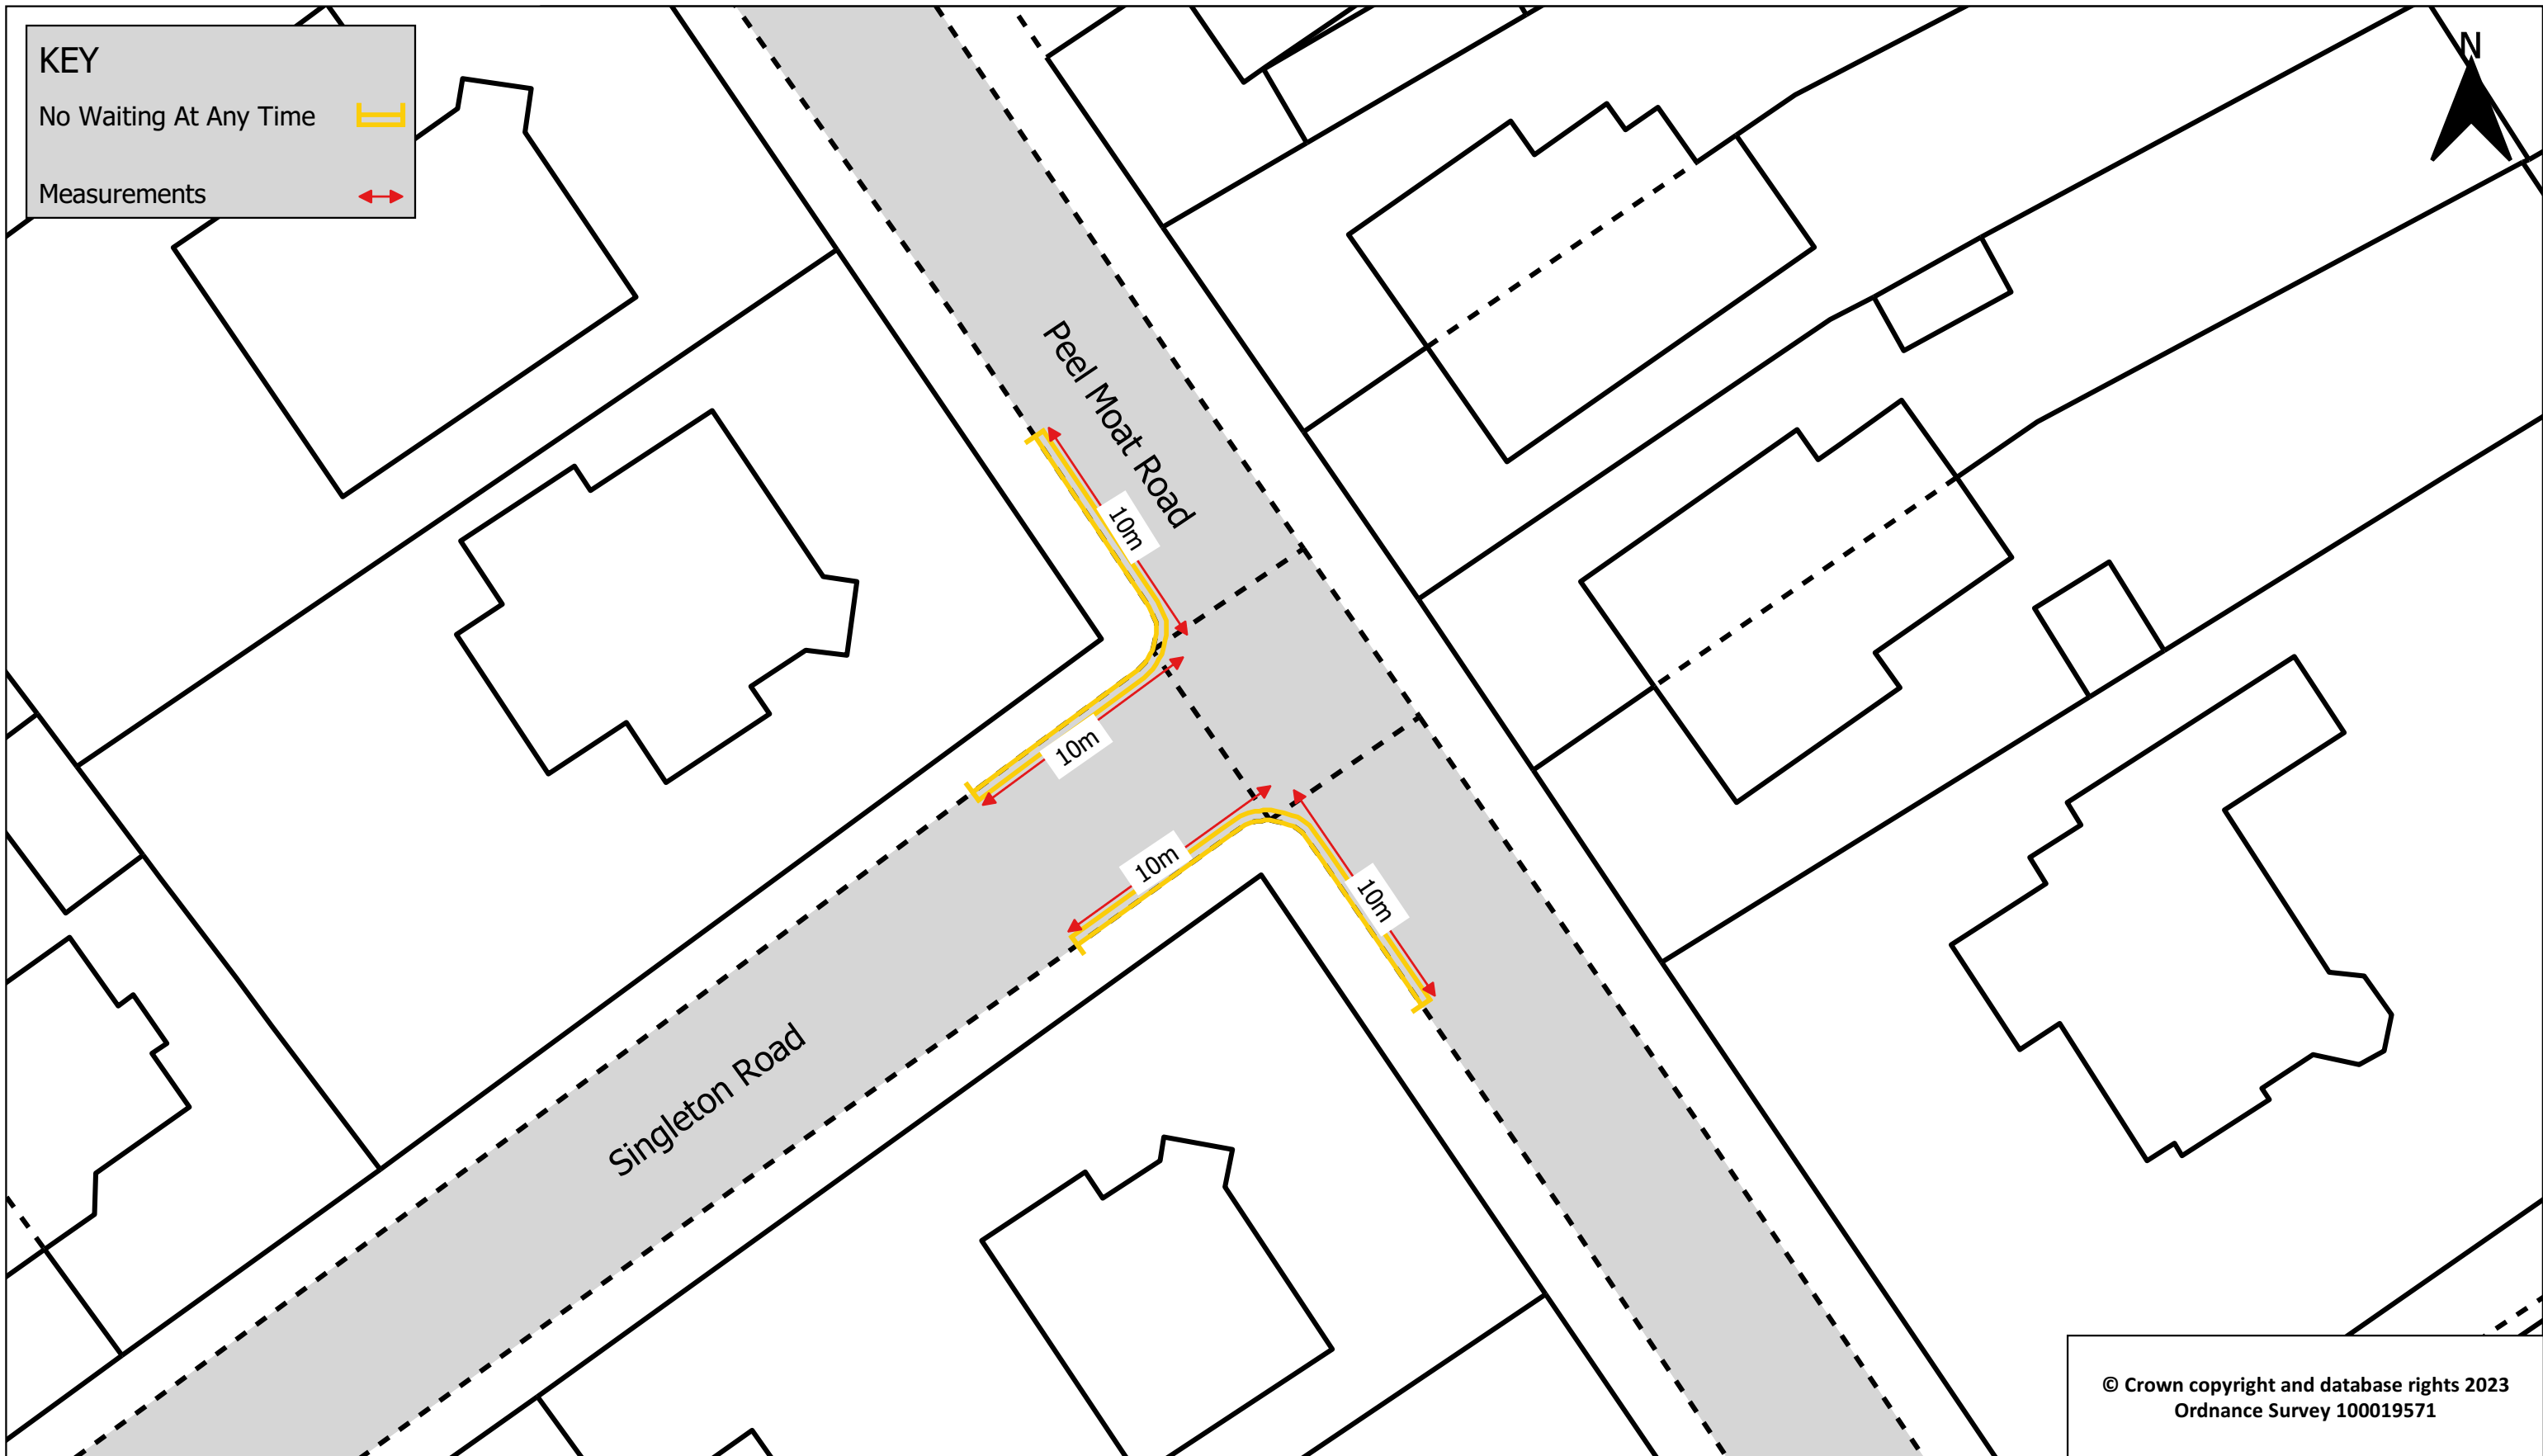 KEY
No Waiting At Any Time
Measurements
N
Peel Moat Road
10m
10m
10m
10m
Singleton Road
© Crown copyright and database rights 2023
Ordnance Survey 100019571